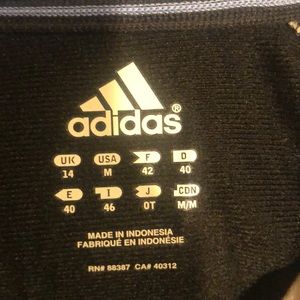 adidas®
UK USA F D
14 M 42 40
E I J CDN
40 46 OT M/M
MADE IN INDONESIA
FABRIQUÉ EN INDONÉSIE
RN# 88387 CA# 40312